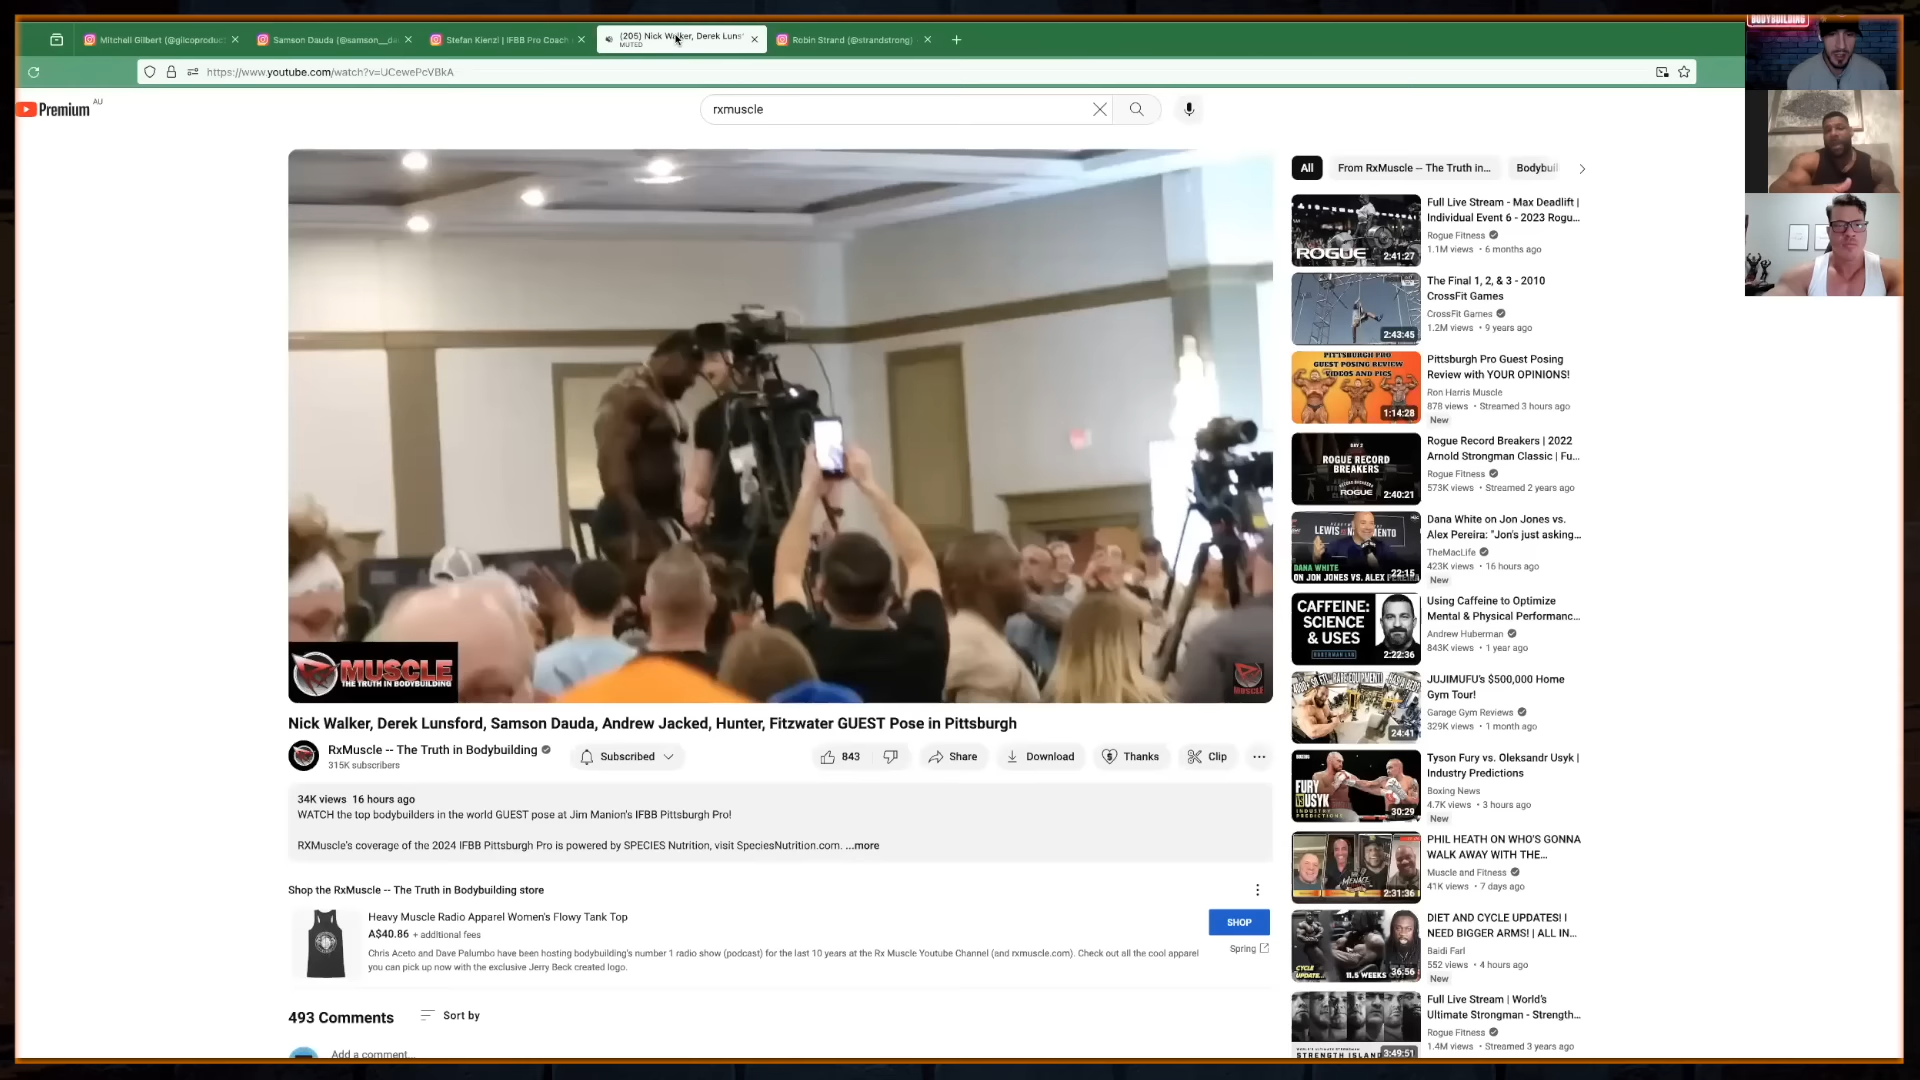 Mitchell Gilbert (@gilcoproduc
Samson Dauda (@samson__da
Stefan Kienzl | IFBB Pro Coach
(205) Nick Walker, Derek Luns
MUTED
Robin Strand (@strandstrong)
https://www.youtube.com/watch?v=UCewePcVBkA
Premium AU
rxmuscle
BODYBUILDING
All
From RxMuscle -- The Truth in...
Bodybuil
MUSCLE
THE TRUTH IN BODYBUILDING
MUSCLE
Nick Walker, Derek Lunsford, Samson Dauda, Andrew Jacked, Hunter, Fitzwater GUEST Pose in Pittsburgh
RxMuscle -- The Truth in Bodybuilding
315K subscribers
Subscribed
843
Share
Download
Thanks
Clip
34K views 16 hours ago
WATCH the top bodybuilders in the world GUEST pose at Jim Manion's IFBB Pittsburgh Pro!
RXMuscle's coverage of the 2024 IFBB Pittsburgh Pro is powered by SPECIES Nutrition, visit SpeciesNutrition.com. ...more
Shop the RxMuscle -- The Truth in Bodybuilding store
Heavy Muscle Radio Apparel Women's Flowy Tank Top
A$40.86 + additional fees
Chris Aceto and Dave Palumbo have been hosting bodybuilding's number 1 radio show (podcast) for the last 10 years at the Rx Muscle Youtube Channel (and rxmuscle.com). Check out all the cool apparel
you can pick up now with the exclusive Jerry Beck created logo.
SHOP
Spring
493 Comments
Sort by
Add a comment...
ROGUE
2:41:27
Full Live Stream - Max Deadlift |
Individual Event 6 - 2023 Rogu...
Rogue Fitness
1.1M views • 6 months ago
2:43:45
The Final 1, 2, & 3 - 2010
CrossFit Games
CrossFit Games
1.2M views • 9 years ago
PITTSBURGH PRO
GUEST POSING REVIEW
VIDEOS AND PICS
1:14:28
Pittsburgh Pro Guest Posing
Review with YOUR OPINIONS!
Ron Harris Muscle
878 views • Streamed 3 hours ago
New
DAY 2
ROGUE RECORD
BREAKERS
ROGUE
2:40:21
Rogue Record Breakers | 2022
Arnold Strongman Classic | Fu...
Rogue Fitness
573K views • Streamed 2 years ago
DANA WHITE
ON JON JONES VS. ALEX PEREIRA
22:15
Dana White on Jon Jones vs.
Alex Pereira: "Jon's just asking...
TheMacLife
423K views • 16 hours ago
New
CAFFEINE:
SCIENCE
& USES
HUBERMAN LAB
2:22:36
Using Caffeine to Optimize
Mental & Physical Performanc...
Andrew Huberman
843K views • 1 year ago
24:41
JUJIMUFU's $500,000 Home
Gym Tour!
Garage Gym Reviews
329K views • 1 month ago
FURY
VS
USYK
INDUSTRY
PREDICTIONS
30:29
Tyson Fury vs. Oleksandr Usyk |
Industry Predictions
Boxing News
4.7K views • 3 hours ago
New
MENACE
2:31:36
PHIL HEATH ON WHO'S GONNA
WALK AWAY WITH THE...
Muscle and Fitness
41K views • 7 days ago
CYCLE
UPDATE...
11.5 WEEKS
36:56
DIET AND CYCLE UPDATES! I
NEED BIGGER ARMS! | ALL IN...
Baidi Farl
552 views • 4 hours ago
New
STRENGTH ISLAND
3:49:51
Full Live Stream | World's
Ultimate Strongman - Strength...
Rogue Fitness
1.4M views • Streamed 3 years ago